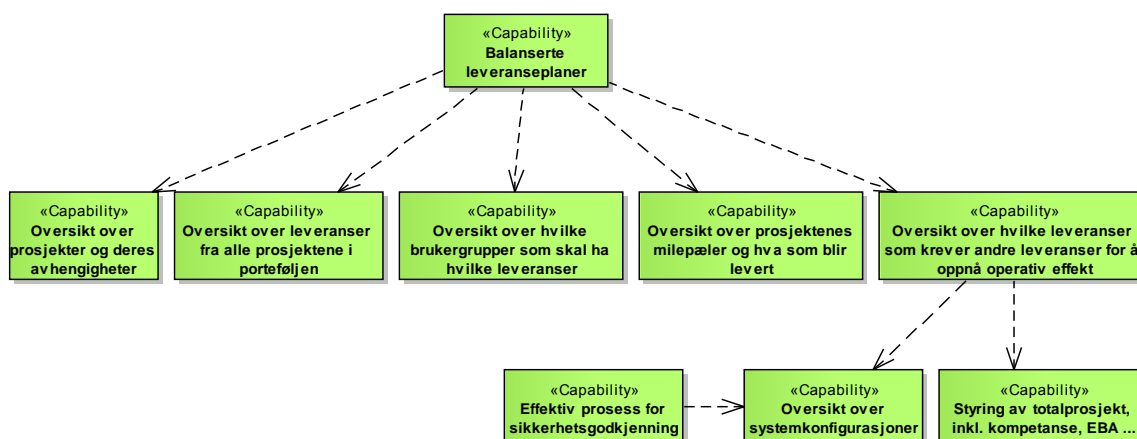 «Capability»
Balanserte
leveranseplaner
«Capability»
Oversikt over
prosjekter og deres
avhengigheter
«Capability»
Oversikt over leveranser
fra alle prosjektene i
porteføljen
«Capability»
Oversikt over hvilke
brukergrupper som skal ha
hvilke leveranser
«Capability»
Oversikt over prosjektenes
milepæler og hva som blir
levert
«Capability»
Oversikt over hvilke leveranser
som krever andre leveranser for å
oppnå operativ effekt
«Capability»
Effektiv prosess for
sikkerhetsgodkjenning
«Capability»
Oversikt over
systemkonfigurasjoner
«Capability»
Styring av totalprosjekt,
inkl. kompetanse, EBA ...